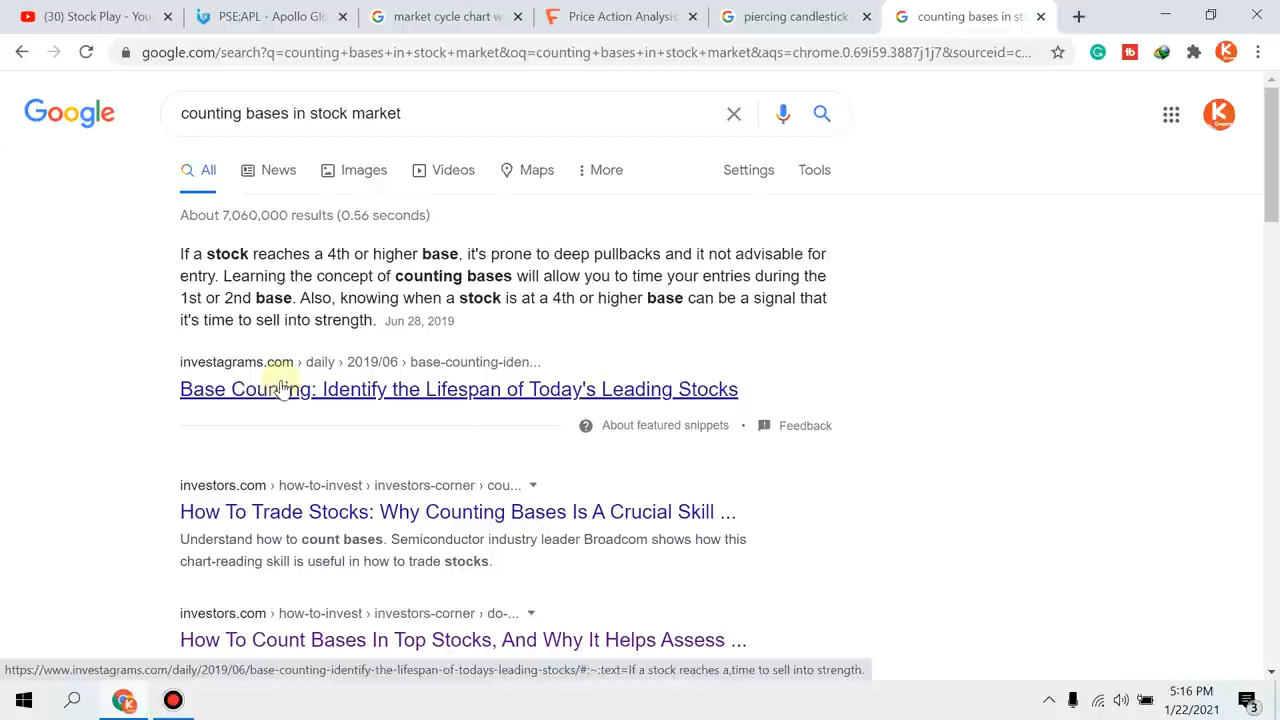 Stock Play - You
PSE:APL - Apollo Glo
market cycle chart w
Price Action Analysis
piercing candlestick
counting bases in st
google.com/search?q=counting+bases+in+stock+market&oq=counting+bases+in+stock+market&aqs=chrome.0.69i59.3887j1j7&sourceid=c...
Google
counting bases in stock market
All
News
Images
Videos
Maps
More
Settings
Tools
About 7,060,000 results (0.56 seconds)
If a stock reaches a 4th or higher base, it's prone to deep pullbacks and it not advisable for
entry. Learning the concept of counting bases will allow you to time your entries during the
1st or 2nd base. Also, knowing when a stock is at a 4th or higher base can be a signal that
it's time to sell into strength. Jun 28, 2019
investagrams.com › daily › 2019/06 › base-counting-iden...
Base Counting: Identify the Lifespan of Today's Leading Stocks
About featured snippets • Feedback
investors.com › how-to-invest › investors-corner › cou...
How To Trade Stocks: Why Counting Bases Is A Crucial Skill ...
Understand how to count bases. Semiconductor industry leader Broadcom shows how this
chart-reading skill is useful in how to trade stocks.
investors.com › how-to-invest › investors-corner › do-...
How To Count Bases In Top Stocks, And Why It Helps Assess ...
https://www.investagrams.com/daily/2019/06/base-counting-identify-the-lifespan-of-todays-leading-stocks/#:~:text=If a stock reaches a,time to sell into strength.
5:16 PM
1/22/2021
3